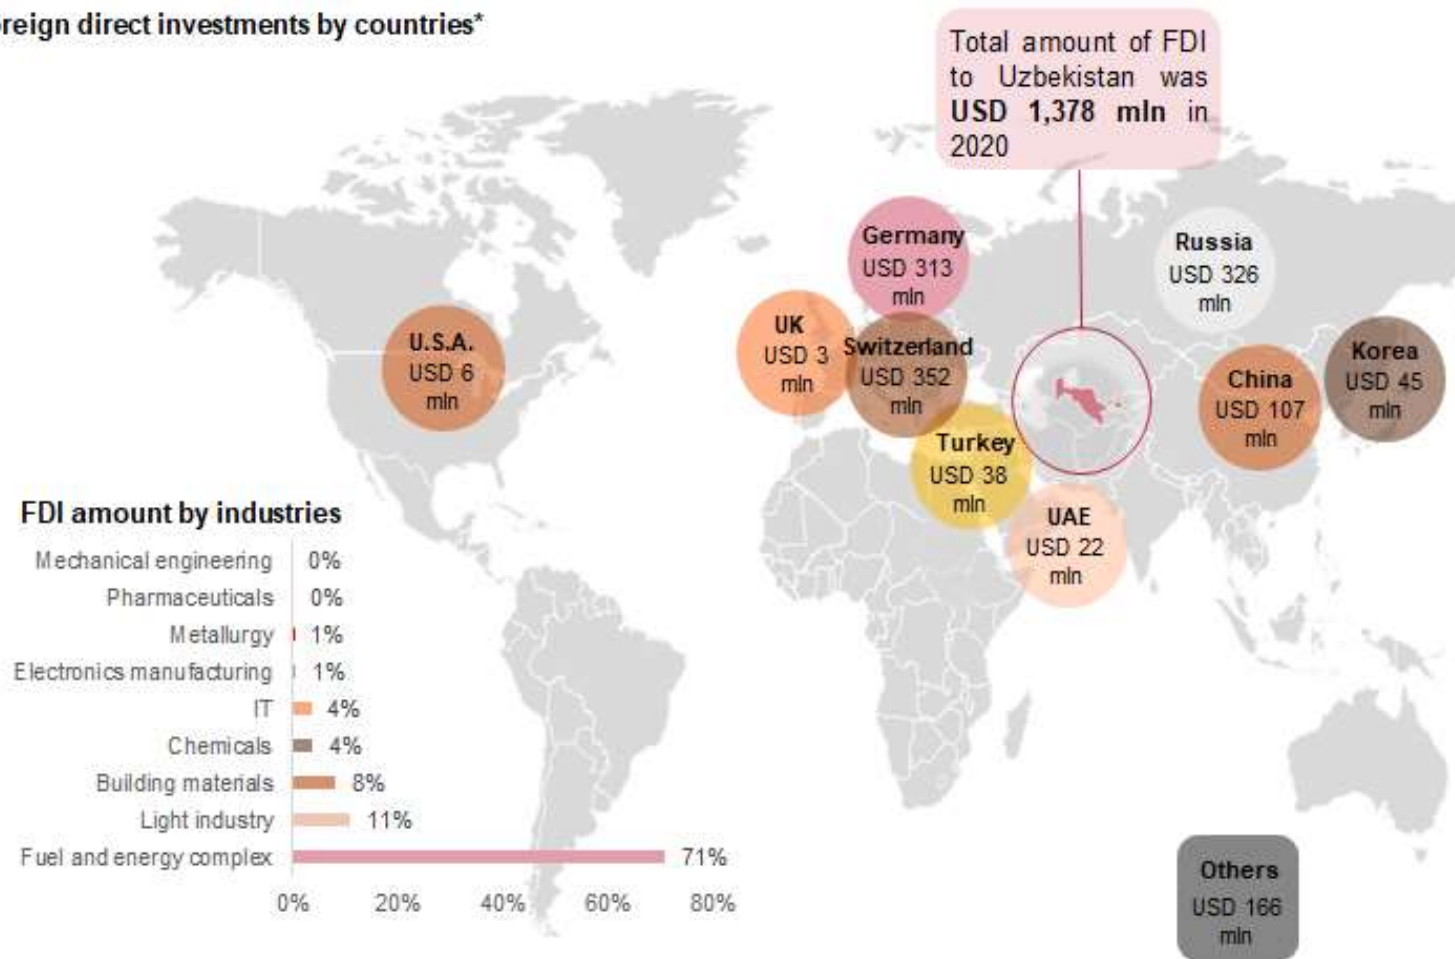 reign direct investments by countries*
Total amount of FDI
to Uzbekistan was
USD 1,378 mln in
2020
Germany
USD 313
mln
Russia
USD 326
mln
U.S.A.
USD 6
mln
UK
USD 3
mln
Switzerland
USD 352
mln
China
USD 107
mln
Korea
USD 45
mln
Turkey
USD 38
mln
UAE
USD 22
mln
FDI amount by industries
Mechanical engineering 0%
Pharmaceuticals 0%
Metallurgy 1%
Electronics manufacturing 1%
IT 4%
Chemicals 4%
Building materials 8%
Light industry 11%
Fuel and energy complex 71%
0% 20% 40% 60% 80%
Others
USD 166
mln